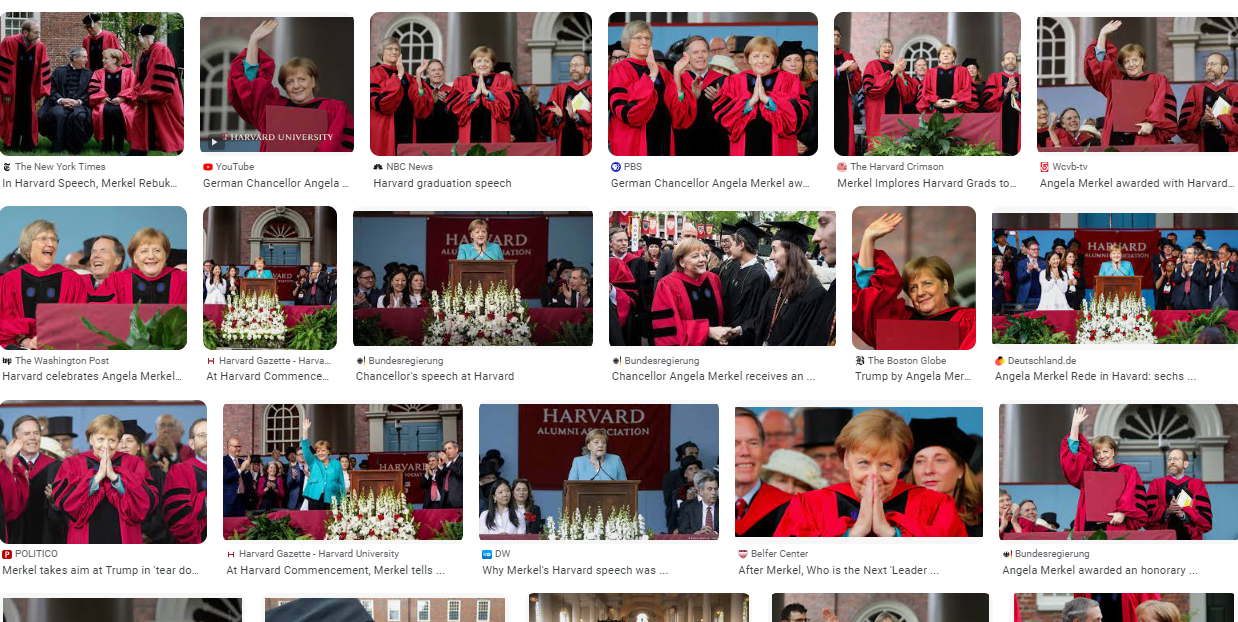 HARVARD UNIVERSITY
The New York Times
YouTube
NBC News
PBS
The Harvard Crimson
Wcvb-tv
In Harvard Speech, Merkel Rebuk...
German Chancellor Angela ...
Harvard graduation speech
German Chancellor Angela Merkel aw...
Merkel Implores Harvard Grads to...
Angela Merkel awarded with Harvard...
HARVARD
ALUMNI ASSOCIATION
HARVARD
The Washington Post
Harvard Gazette - Harva...
Bundesregierung
Bundesregierung
The Boston Globe
Deutschland.de
Harvard celebrates Angela Merkel...
At Harvard Commence...
Chancellor's speech at Harvard
Chancellor Angela Merkel receives an ...
Trump by Angela Mer...
Angela Merkel Rede in Havard: sechs ...
HARVARD
ALUMNI ASSOCIATION
POLITICO
Harvard Gazette - Harvard University
DW
Belfer Center
Bundesregierung
Merkel takes aim at Trump in 'tear do...
At Harvard Commencement, Merkel tells ...
Why Merkel's Harvard speech was ...
After Merkel, Who is the Next 'Leader ...
Angela Merkel awarded an honorary ...